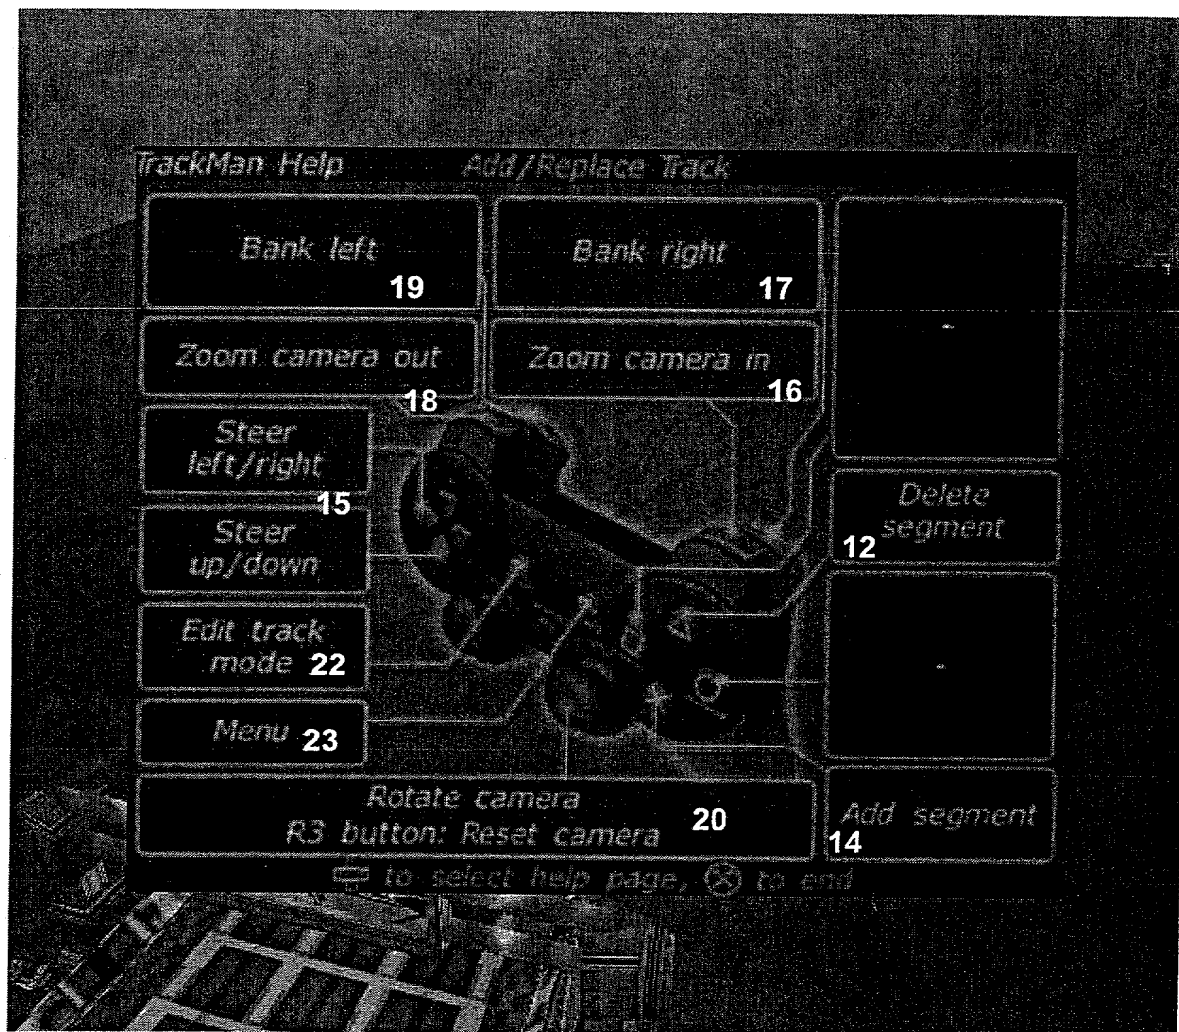 TrackMan Help Add/Replace Track
Bank left
19
Bank right
17
Zoom camera out
18
Zoom camera in
16
Steer
left/right
15
Delete
segment
12
Steer
up/down
Edit track
mode 22
Menu 23
Rotate camera
R3 button: Reset camera
20
Add segment
14
to select help page, to end